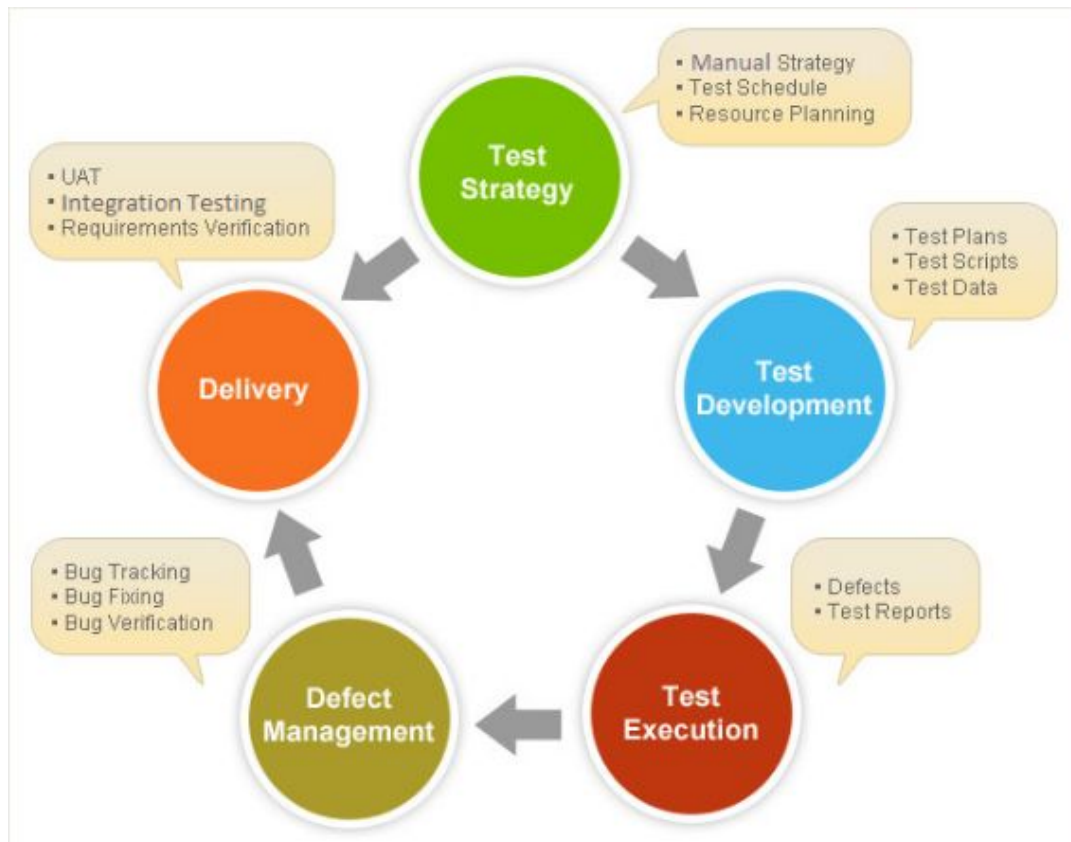 Test
Strategy
▪ Manual Strategy
▪ Test Schedule
▪ Resource Planning
Test
Development
▪ Test Plans
▪ Test Scripts
▪ Test Data
Test
Execution
▪ Defects
▪ Test Reports
Defect
Management
▪ Bug Tracking
▪ Bug Fixing
▪ Bug Verification
Delivery
▪ UAT
▪ Integration Testing
▪ Requirements Verification